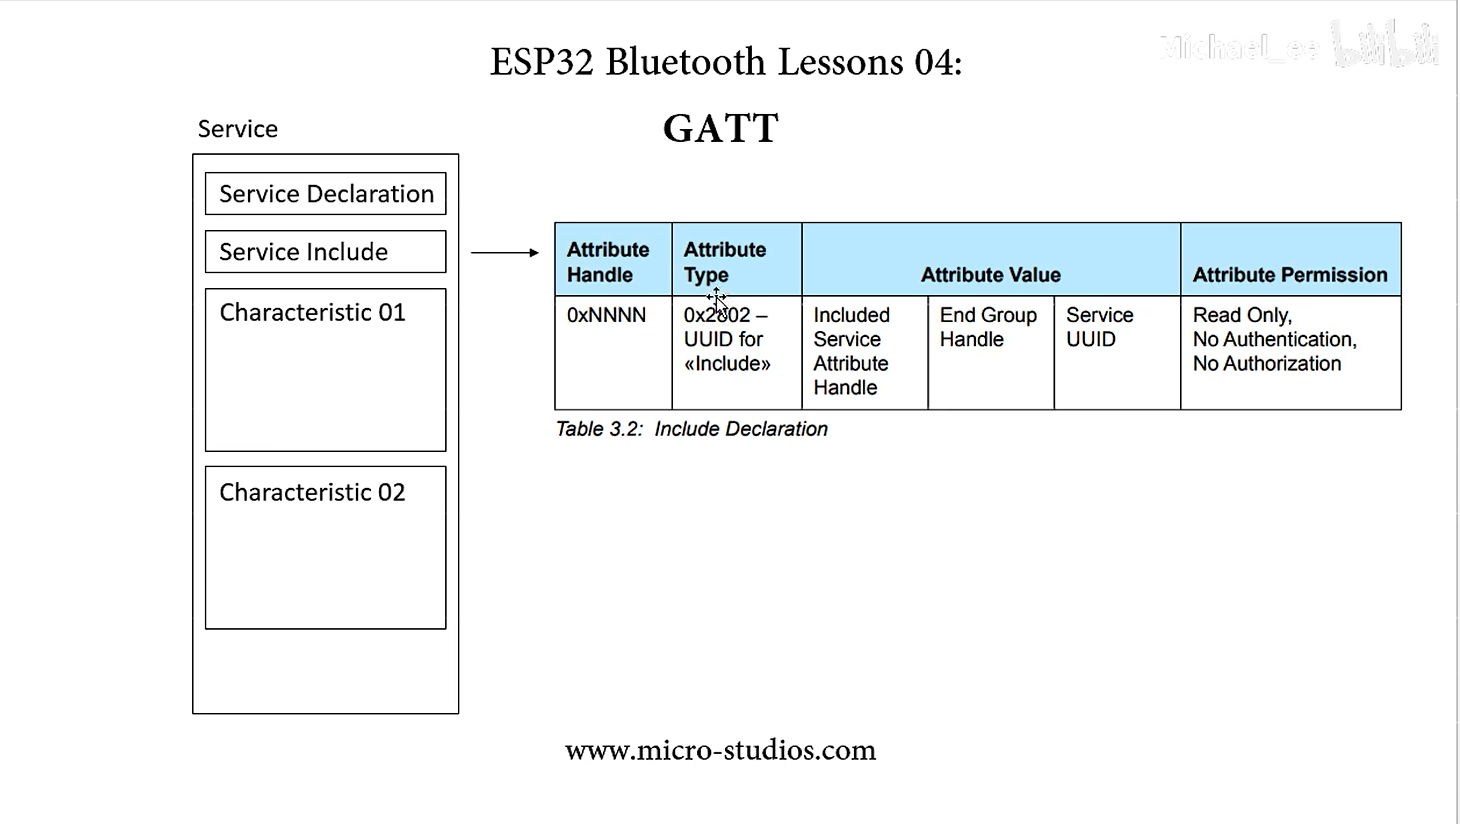 Michael_ee bilibili
ESP32 Bluetooth Lessons 04:
GATT
Service
Service Declaration
Service Include
Characteristic 01
Characteristic 02
Attribute Handle
Attribute Type
Attribute Value
Attribute Permission
0xNNNN
0x2802 –
UUID for
«Include»
Included
Service
Attribute
Handle
End Group
Handle
Service
UUID
Read Only,
No Authentication,
No Authorization
Table 3.2: Include Declaration
www.micro-studios.com